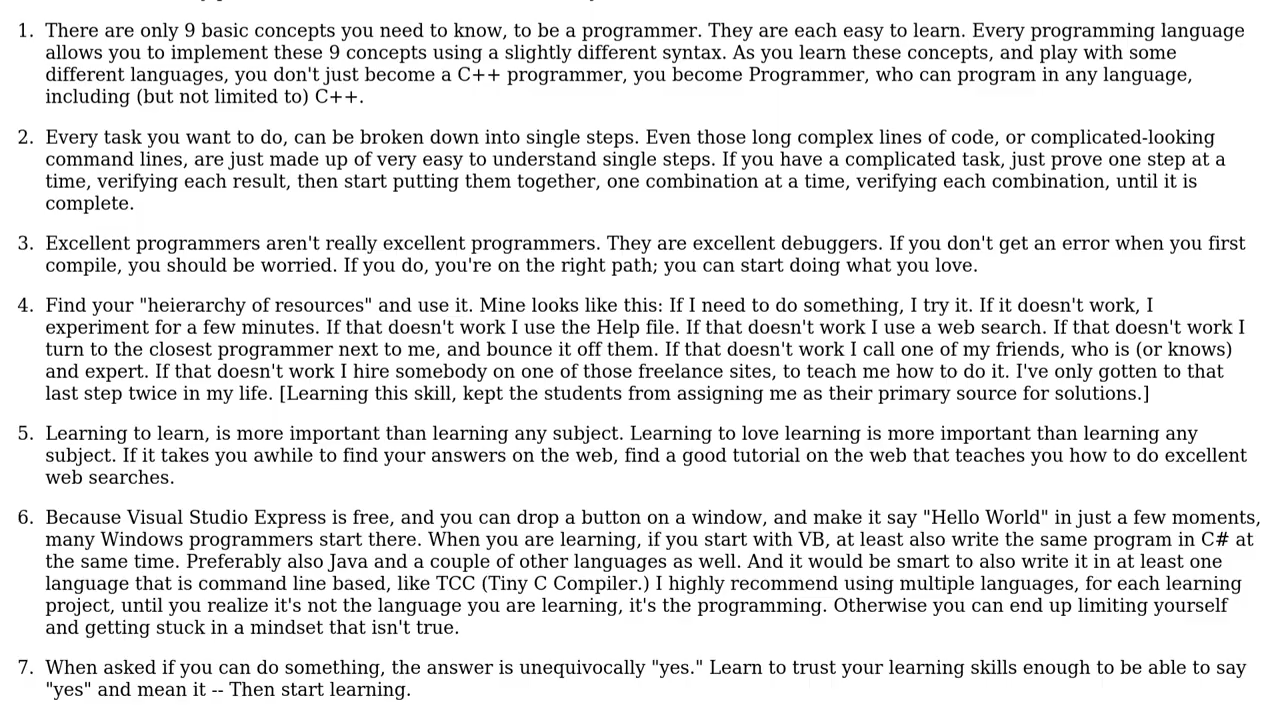 1. There are only 9 basic concepts you need to know, to be a programmer. They are each easy to learn. Every programming language
allows you to implement these 9 concepts using a slightly different syntax. As you learn these concepts, and play with some
different languages, you don't just become a C++ programmer, you become Programmer, who can program in any language,
including (but not limited to) C++.
2. Every task you want to do, can be broken down into single steps. Even those long complex lines of code, or complicated-looking
command lines, are just made up of very easy to understand single steps. If you have a complicated task, just prove one step at a
time, verifying each result, then start putting them together, one combination at a time, verifying each combination, until it is
complete.
3. Excellent programmers aren't really excellent programmers. They are excellent debuggers. If you don't get an error when you first
compile, you should be worried. If you do, you're on the right path; you can start doing what you love.
4. Find your "heierarchy of resources" and use it. Mine looks like this: If I need to do something, I try it. If it doesn't work, I
experiment for a few minutes. If that doesn't work I use the Help file. If that doesn't work I use a web search. If that doesn't work I
turn to the closest programmer next to me, and bounce it off them. If that doesn't work I call one of my friends, who is (or knows)
and expert. If that doesn't work I hire somebody on one of those freelance sites, to teach me how to do it. I've only gotten to that
last step twice in my life. [Learning this skill, kept the students from assigning me as their primary source for solutions.]
5. Learning to learn, is more important than learning any subject. Learning to love learning is more important than learning any
subject. If it takes you awhile to find your answers on the web, find a good tutorial on the web that teaches you how to do excellent
web searches.
6. Because Visual Studio Express is free, and you can drop a button on a window, and make it say "Hello World" in just a few moments,
many Windows programmers start there. When you are learning, if you start with VB, at least also write the same program in C# at
the same time. Preferably also Java and a couple of other languages as well. And it would be smart to also write it in at least one
language that is command line based, like TCC (Tiny C Compiler.) I highly recommend using multiple languages, for each learning
project, until you realize it's not the language you are learning, it's the programming. Otherwise you can end up limiting yourself
and getting stuck in a mindset that isn't true.
7. When asked if you can do something, the answer is unequivocally "yes." Learn to trust your learning skills enough to be able to say
"yes" and mean it -- Then start learning.